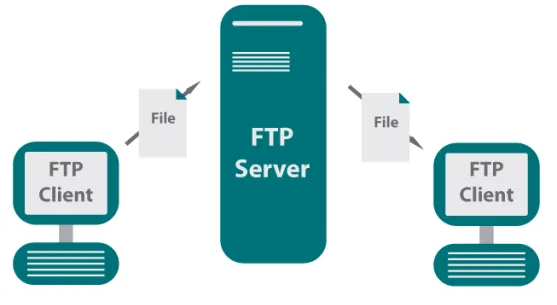 File
FTP
Server
File
FTP
Client
FTP
Client